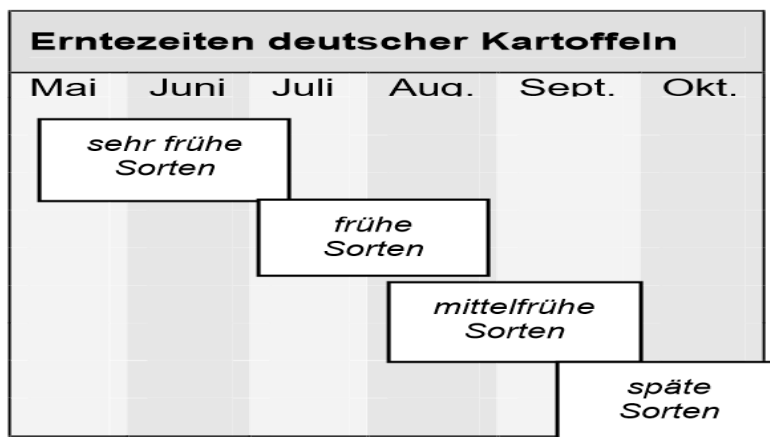 Erntezeiten deutscher Kartoffeln
Mai Juni Juli Aug. Sept. Okt.
sehr frühe
Sorten
frühe
Sorten
mittelfrühe
Sorten
späte
Sorten